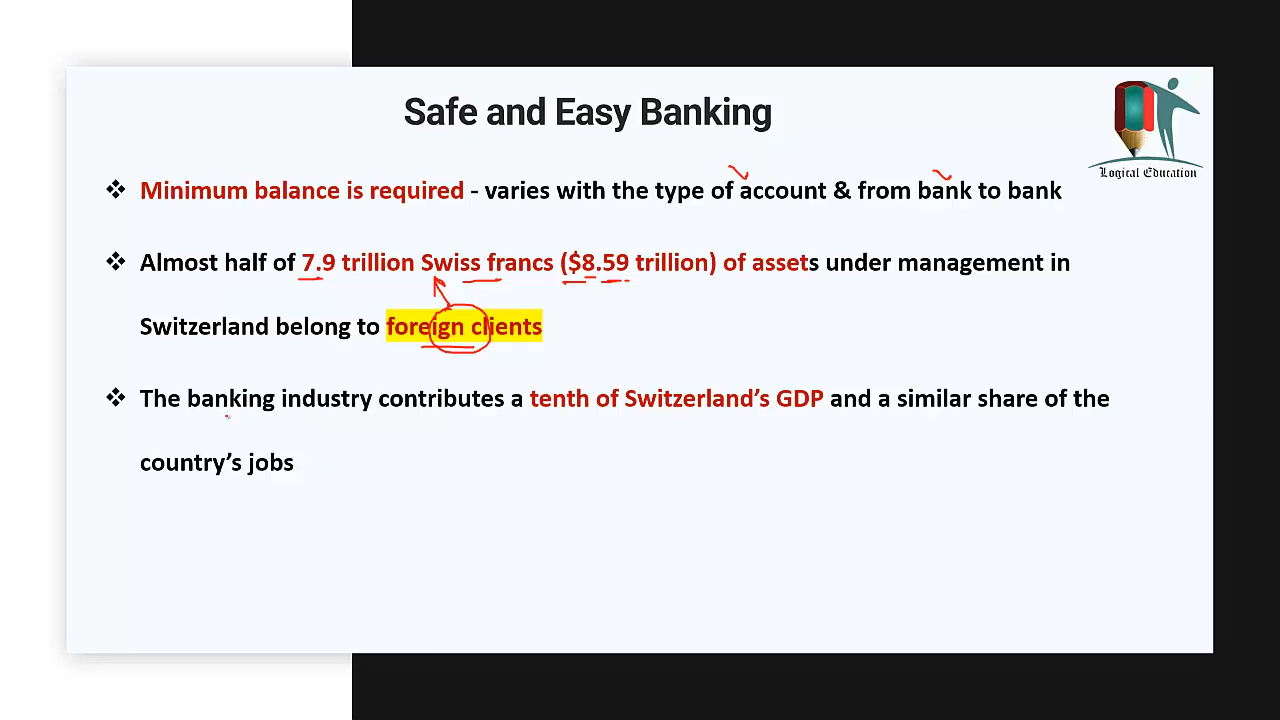 Safe and Easy Banking
Logical Education
❖ Minimum balance is required - varies with the type of account & from bank to bank
❖ Almost half of 7.9 trillion Swiss francs ($8.59 trillion) of assets under management in
Switzerland belong to foreign clients
❖ The banking industry contributes a tenth of Switzerland’s GDP and a similar share of the
country’s jobs